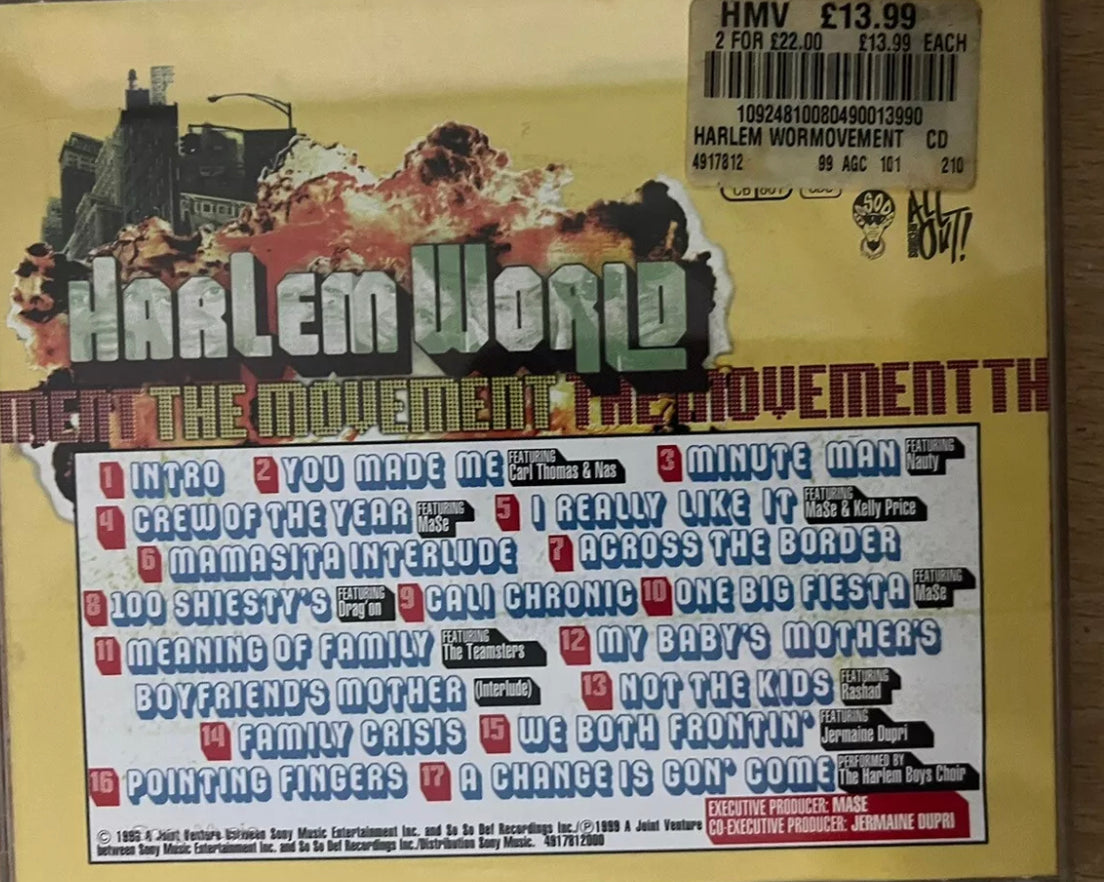 HMV £13.99
2 FOR £22.00 £13.99 EACH
10924810080490013990
HARLEM WORMOVEMENT CD
4917812 99 AGC 101 210
SOD
ALL OUT!
HARLEM WORLD
MENT THE MOVEMENT THE MOVEMENT TH
1 INTRO 2 YOU MADE ME FEATURING Carl Thomas & Nas 3 MINUTE MAN FEATURING Nauty
4 CREW OF THE YEAR FEATURING Ma$e 5 I REALLY LIKE IT FEATURING Ma$e & Kelly Price
6 MAMASITA INTERLUDE 7 ACROSS THE BORDER
8 100 SHIESTY'S FEATURING Drag'on 9 CALI CHRONIC 10 ONE BIG FIESTA FEATURING Ma$e
11 MEANING OF FAMILY FEATURING The Teamsters 12 MY BABY'S MOTHER'S
BOYFRIEND'S MOTHER (Interlude) 13 NOT THE KIDS FEATURING Rashad
14 FAMILY CRISIS 15 WE BOTH FRONTIN' FEATURING Jermaine Dupri
16 POINTING FINGERS 17 A CHANGE IS GON' COME PERFORMED BY The Harlem Boys Choir
EXECUTIVE PRODUCER: MA$E
CO-EXECUTIVE PRODUCER: JERMAINE DUPRI
© 1999 A Joint Venture between Sony Music Entertainment Inc. and So So Def Recordings Inc./℗ 1999 A Joint Venture
between Sony Music Entertainment Inc. and So So Def Recordings Inc./Distribution Sony Music. 4917812000